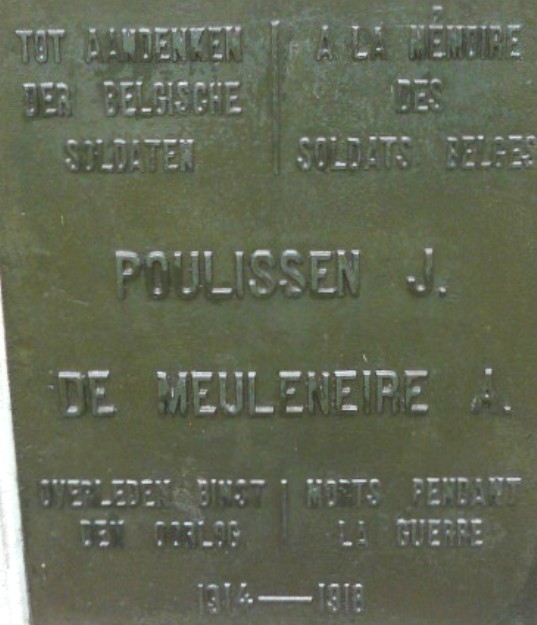 TOT AANDENKEN | A LA MÉMOIRE
DER BELGISCHE | DES
SOLDATEN | SOLDATS BELGES
POULISSEN J.
DE MEULENEIRE A.
OVERLEDEN BINST | MORTS PENDANT
DEN OORLOG | LA GUERRE
1914—1918